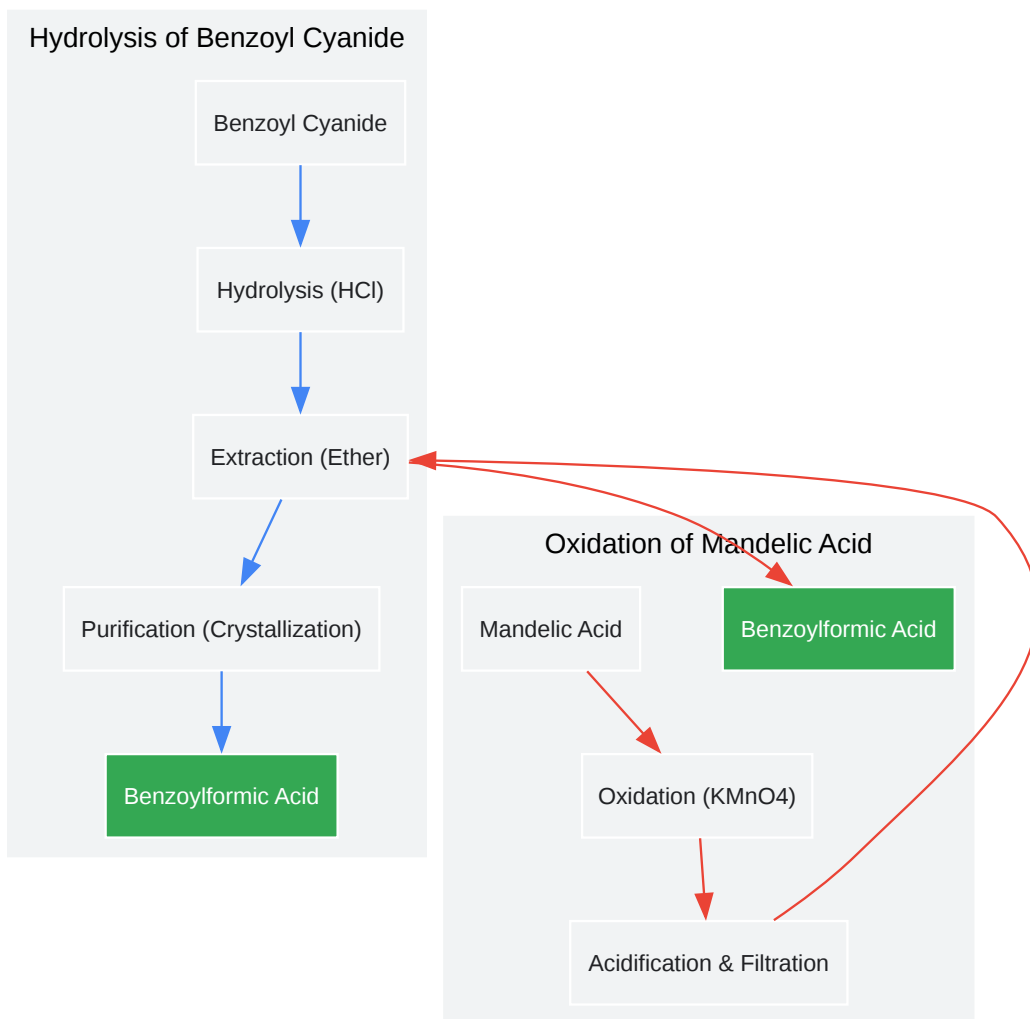 Hydrolysis of Benzoyl Cyanide
Benzoyl Cyanide
Hydrolysis (HCl)
Extraction (Ether)
Purification (Crystallization)
Benzoylformic Acid
Oxidation of Mandelic Acid
Mandelic Acid
Benzoylformic Acid
Oxidation (KMnO4)
Acidification & Filtration